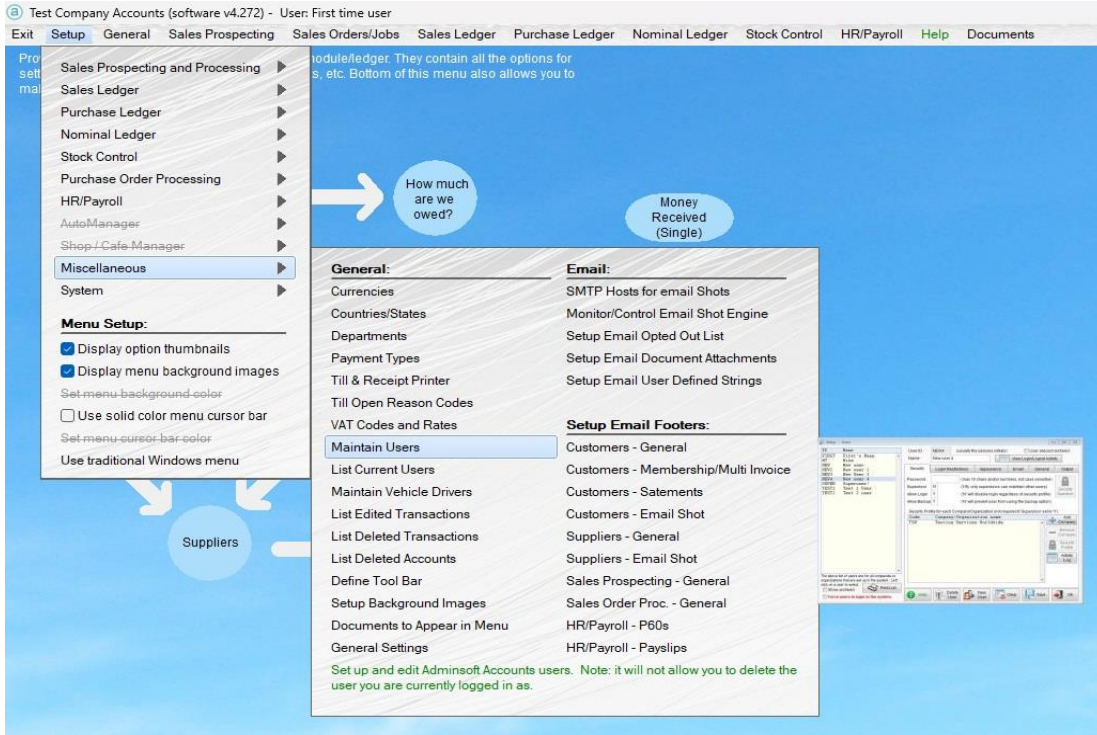 Test Company Accounts (software v4.272) - User: First time user
Exit Setup General Sales Prospecting Sales Orders/Jobs Sales Ledger Purchase Ledger Nominal Ledger Stock Control HR/Payroll Help Documents
module/ledger. They contain all the options for
s, etc. Bottom of this menu also allows you to
Sales Prospecting and Processing
Sales Ledger
Purchase Ledger
Nominal Ledger
Stock Control
Purchase Order Processing
HR/Payroll
AutoManager
Shop / Cafe Manager
Miscellaneous
System
Menu Setup:
Display option thumbnails
Display menu background images
Set menu background color
Use solid color menu cursor bar
Set menu cursor bar color
Use traditional Windows menu
How much
are we
owed?
Money
Received
(Single)
Suppliers
General:
Currencies
Countries/States
Departments
Payment Types
Till & Receipt Printer
Till Open Reason Codes
VAT Codes and Rates
Maintain Users
List Current Users
Maintain Vehicle Drivers
List Edited Transactions
List Deleted Transactions
List Deleted Accounts
Define Tool Bar
Setup Background Images
Documents to Appear in Menu
General Settings
Email:
SMTP Hosts for email Shots
Monitor/Control Email Shot Engine
Setup Email Opted Out List
Setup Email Document Attachments
Setup Email User Defined Strings
Setup Email Footers:
Customers - General
Customers - Membership/Multi Invoice
Customers - Satements
Customers - Email Shot
Suppliers - General
Suppliers - Email Shot
Sales Prospecting - General
Sales Order Proc. - General
HR/Payroll - P60s
HR/Payroll - Payslips
Set up and edit Adminsoft Accounts users. Note: it will not allow you to delete the
user you are currently logged in as.